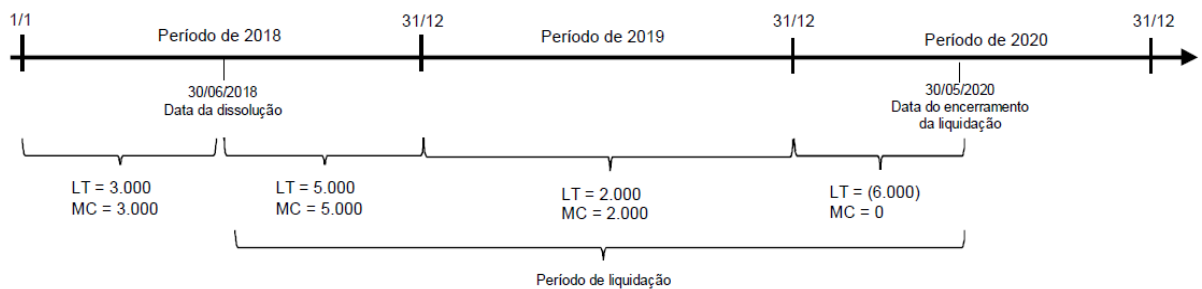 1/1
31/12
31/12
31/12
Período de 2018
Período de 2019
Período de 2020
30/06/2018
Data da dissolução
30/05/2020
Data do encerramento
da liquidação
LT = 3.000
MC = 3.000
LT = 5.000
MC = 5.000
LT = 2.000
MC = 2.000
LT = (6.000)
MC = 0
Período de liquidação